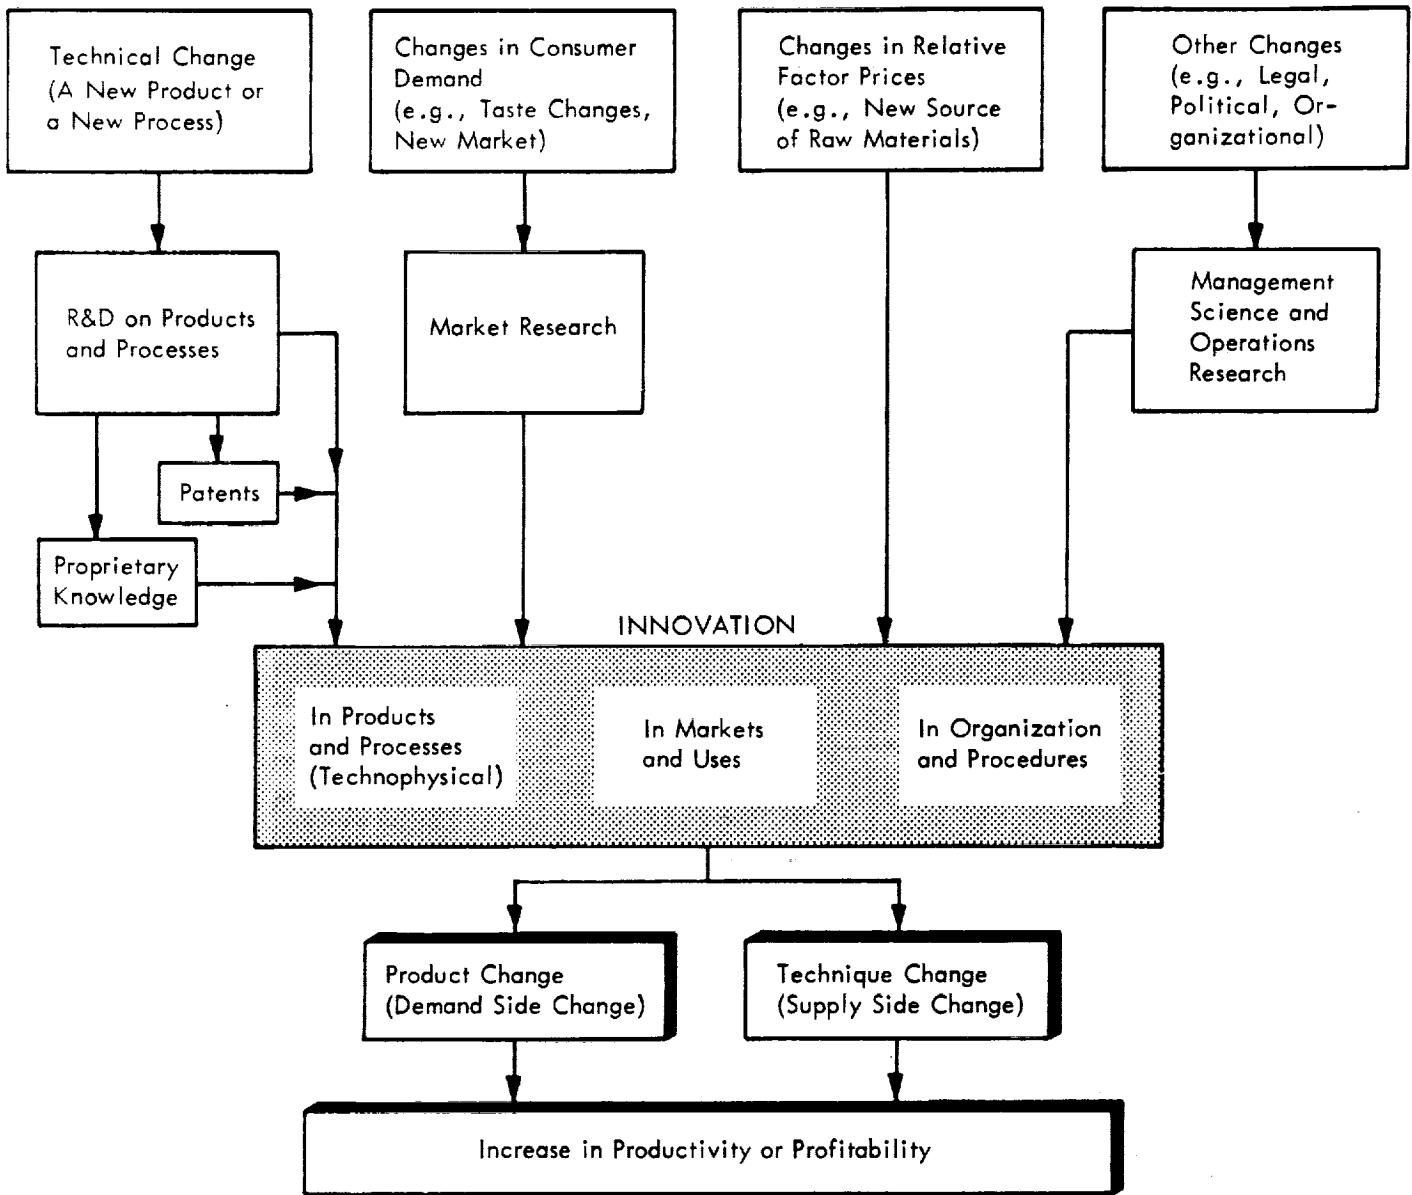 Technical Change
(A New Product or
a New Process)
Changes in Consumer
Demand
(e.g., Taste Changes,
New Market)
Changes in Relative
Factor Prices
(e.g., New Source
of Raw Materials)
Other Changes
(e.g., Legal,
Political, Or-
ganizational)
R&D on Products
and Processes
Market Research
Management
Science and
Operations
Research
Patents
Proprietary
Knowledge
INNOVATION
In Products
and Processes
(Technophysical)
In Markets
and Uses
In Organization
and Procedures
Product Change
(Demand Side Change)
Technique Change
(Supply Side Change)
Increase in Productivity or Profitability